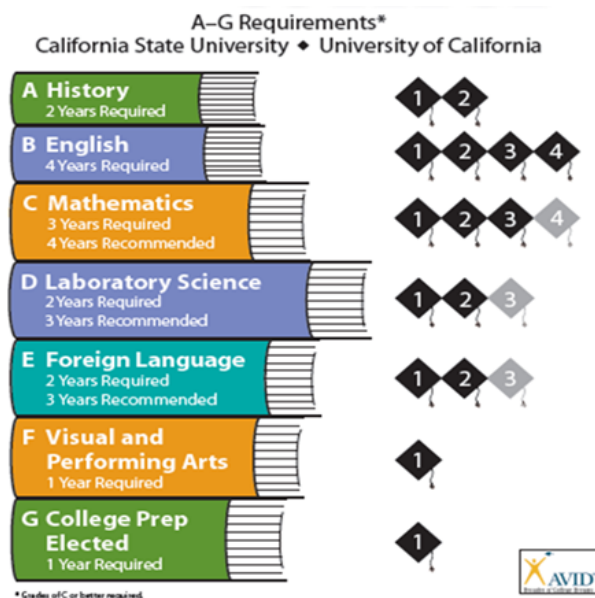 A–G Requirements*
California State University ◆ University of California
A History
2 Years Required
1 2
B English
4 Years Required
1 2 3 4
C Mathematics
3 Years Required
4 Years Recommended
1 2 3 4
D Laboratory Science
2 Years Required
3 Years Recommended
1 2 3
E Foreign Language
2 Years Required
3 Years Recommended
1 2 3
F Visual and
Performing Arts
1 Year Required
1
G College Prep
Elected
1 Year Required
1
* Grades of C or better required.
AVID